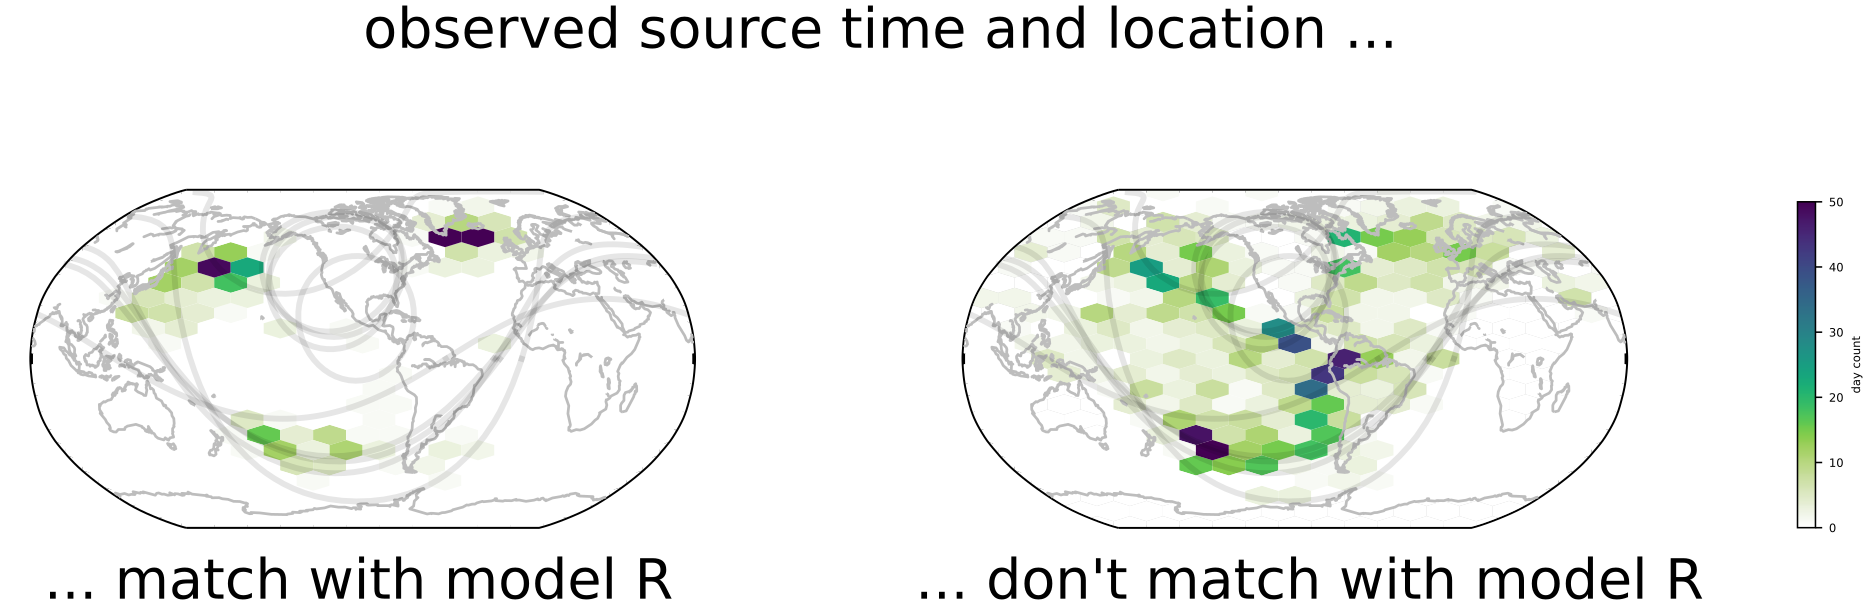 observed source time and location ...
50
40
30
20
10
0
day count
... match with model R
... don't match with model R